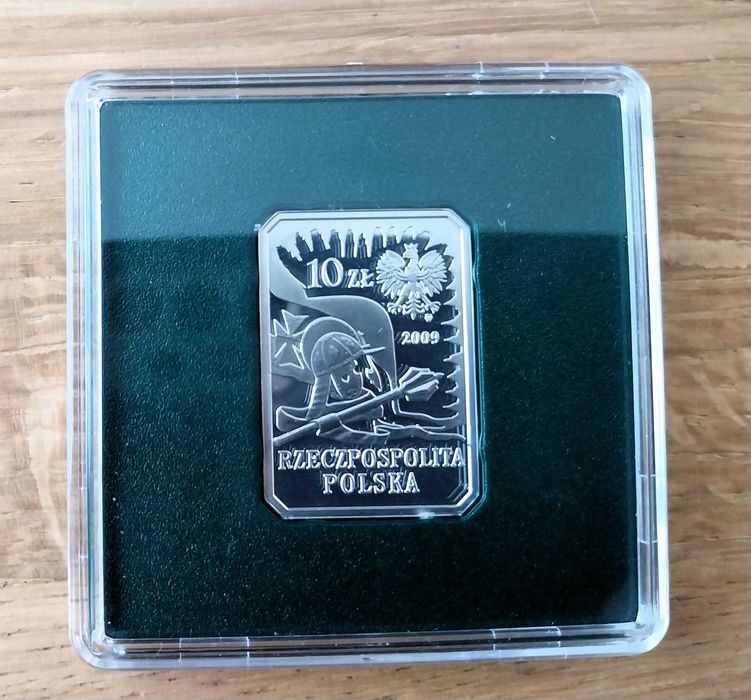 10 ZŁ
2009
RZECZPOSPOLITA
POLSKA